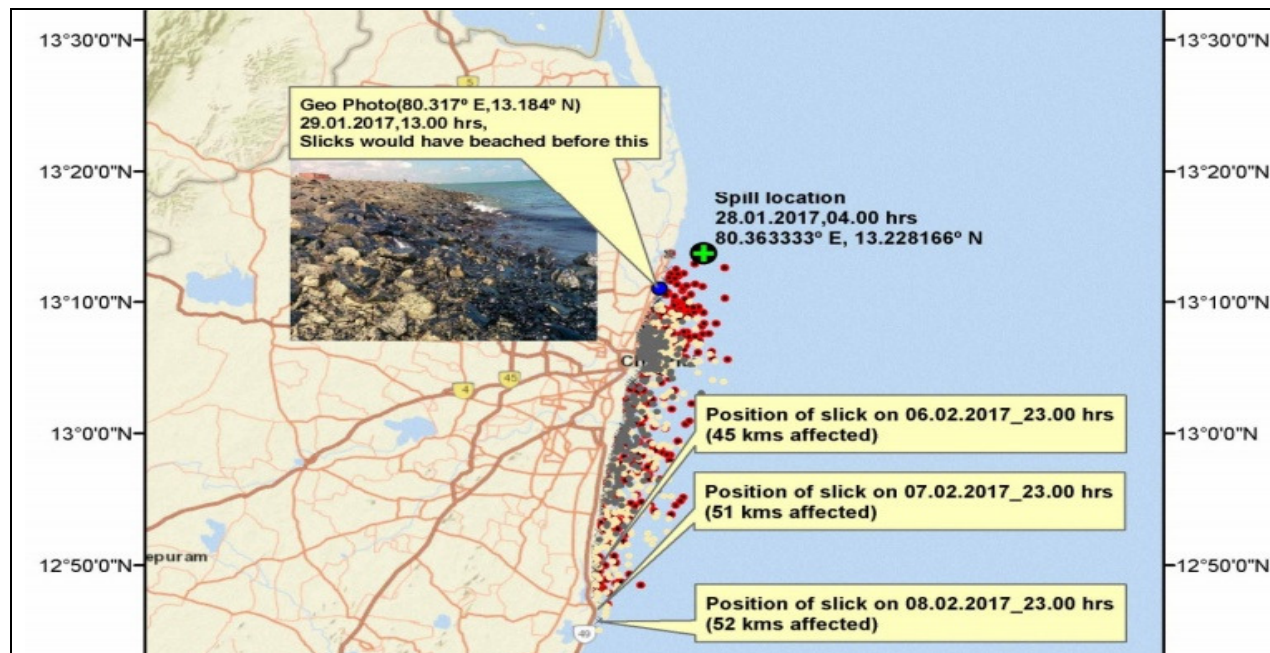 13°30'0"N
13°30'0"N
5
Geo Photo(80.317º E,13.184º N)
29.01.2017,13.00 hrs,
Slicks would have beached before this
13°20'0"N
13°20'0"N
Spill location
28.01.2017,04.00 hrs
80.363333º E, 13.228166º N
13°10'0"N
13°10'0"N
4
45
Position of slick on 06.02.2017_23.00 hrs
(45 kms affected)
13°0'0"N
13°0'0"N
Position of slick on 07.02.2017_23.00 hrs
(51 kms affected)
epuram
12°50'0"N
12°50'0"N
Position of slick on 08.02.2017_23.00 hrs
(52 kms affected)
49